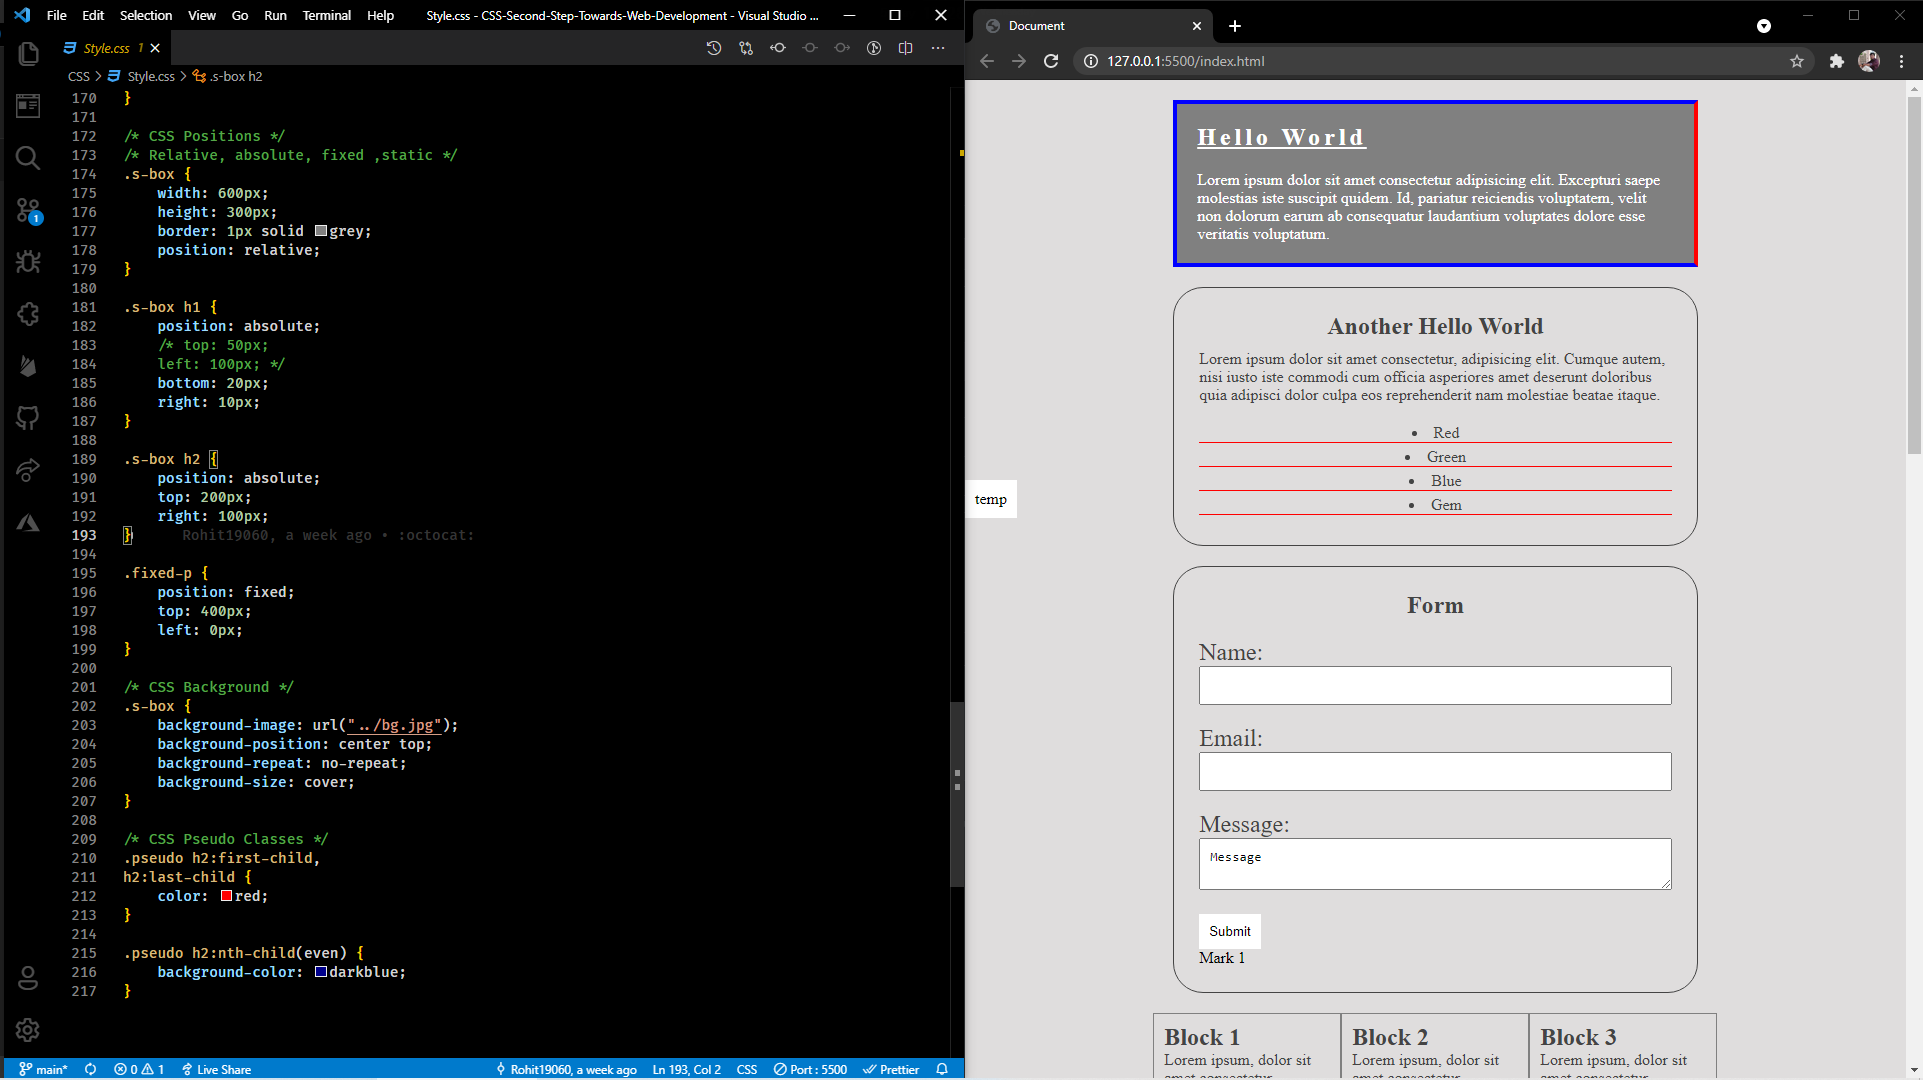 File Edit Selection View Go Run Terminal Help Style.css - CSS-Second-Step-Towards-Web-Development - Visual Studio ...
Style.css 1
CSS > Style.css > .s-box h2
170 }
171
172 /* CSS Positions */
173 /* Relative, absolute, fixed ,static */
174 .s-box {
175 width: 600px;
176 height: 300px;
177 border: 1px solid grey;
178 position: relative;
179 }
180
181 .s-box h1 {
182 position: absolute;
183 /* top: 50px;
184 left: 100px; */
185 bottom: 20px;
186 right: 10px;
187 }
188
189 .s-box h2 {
190 position: absolute;
191 top: 200px;
192 right: 100px;
193 } Rohit19060, a week ago • :octocat:
194
195 .fixed-p {
196 position: fixed;
197 top: 400px;
198 left: 0px;
199 }
200
201 /* CSS Background */
202 .s-box {
203 background-image: url("../bg.jpg");
204 background-position: center top;
205 background-repeat: no-repeat;
206 background-size: cover;
207 }
208
209 /* CSS Pseudo Classes */
210 .pseudo h2:first-child,
211 h2:last-child {
212 color: red;
213 }
214
215 .pseudo h2:nth-child(even) {
216 background-color: darkblue;
217 }
1
main* 0 1 Live Share Rohit19060, a week ago Ln 193, Col 2 CSS Port : 5500 Prettier
Document
127.0.0.1:5500/index.html
Hello World
Lorem ipsum dolor sit amet consectetur adipisicing elit. Excepturi saepe
molestias iste suscipit quidem. Id, pariatur reiciendis voluptatem, velit
non dolorum earum ab consequatur laudantium voluptates dolore esse
veritatis voluptatum.
Another Hello World
Lorem ipsum dolor sit amet consectetur, adipisicing elit. Cumque autem,
nisi iusto iste commodi cum officia asperiores amet deserunt doloribus
quia adipisci dolor culpa eos reprehenderit nam molestiae beatae itaque.
• Red
• Green
• Blue
• Gem
temp
Form
Name:
Email:
Message:
Message
Submit
Mark 1
Block 1 Block 2 Block 3
Lorem ipsum, dolor sit Lorem ipsum, dolor sit Lorem ipsum, dolor sit
amet consectetur amet consectetur amet consectetur